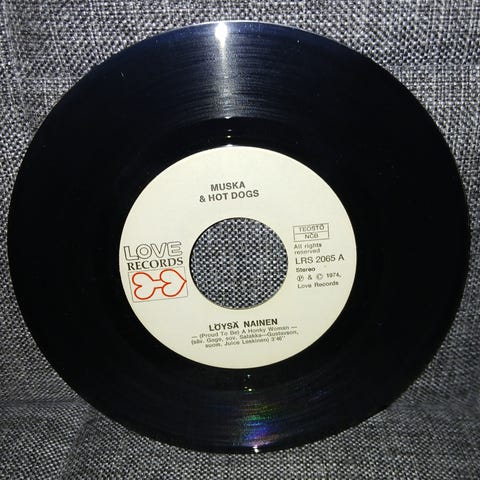 MUSKA
& HOT DOGS
LOVE
RECORDS
TEOSTO
NCB
All rights
reserved
LRS 2065 A
Stereo
℗ & © 1974,
Love Records
LÖYSÄ NAINEN
— (Proud To Be) A Honky Woman —
(säv. Gage, sov. Salakka—Gustavson,
suom. Juice Leskinen) 3'46"